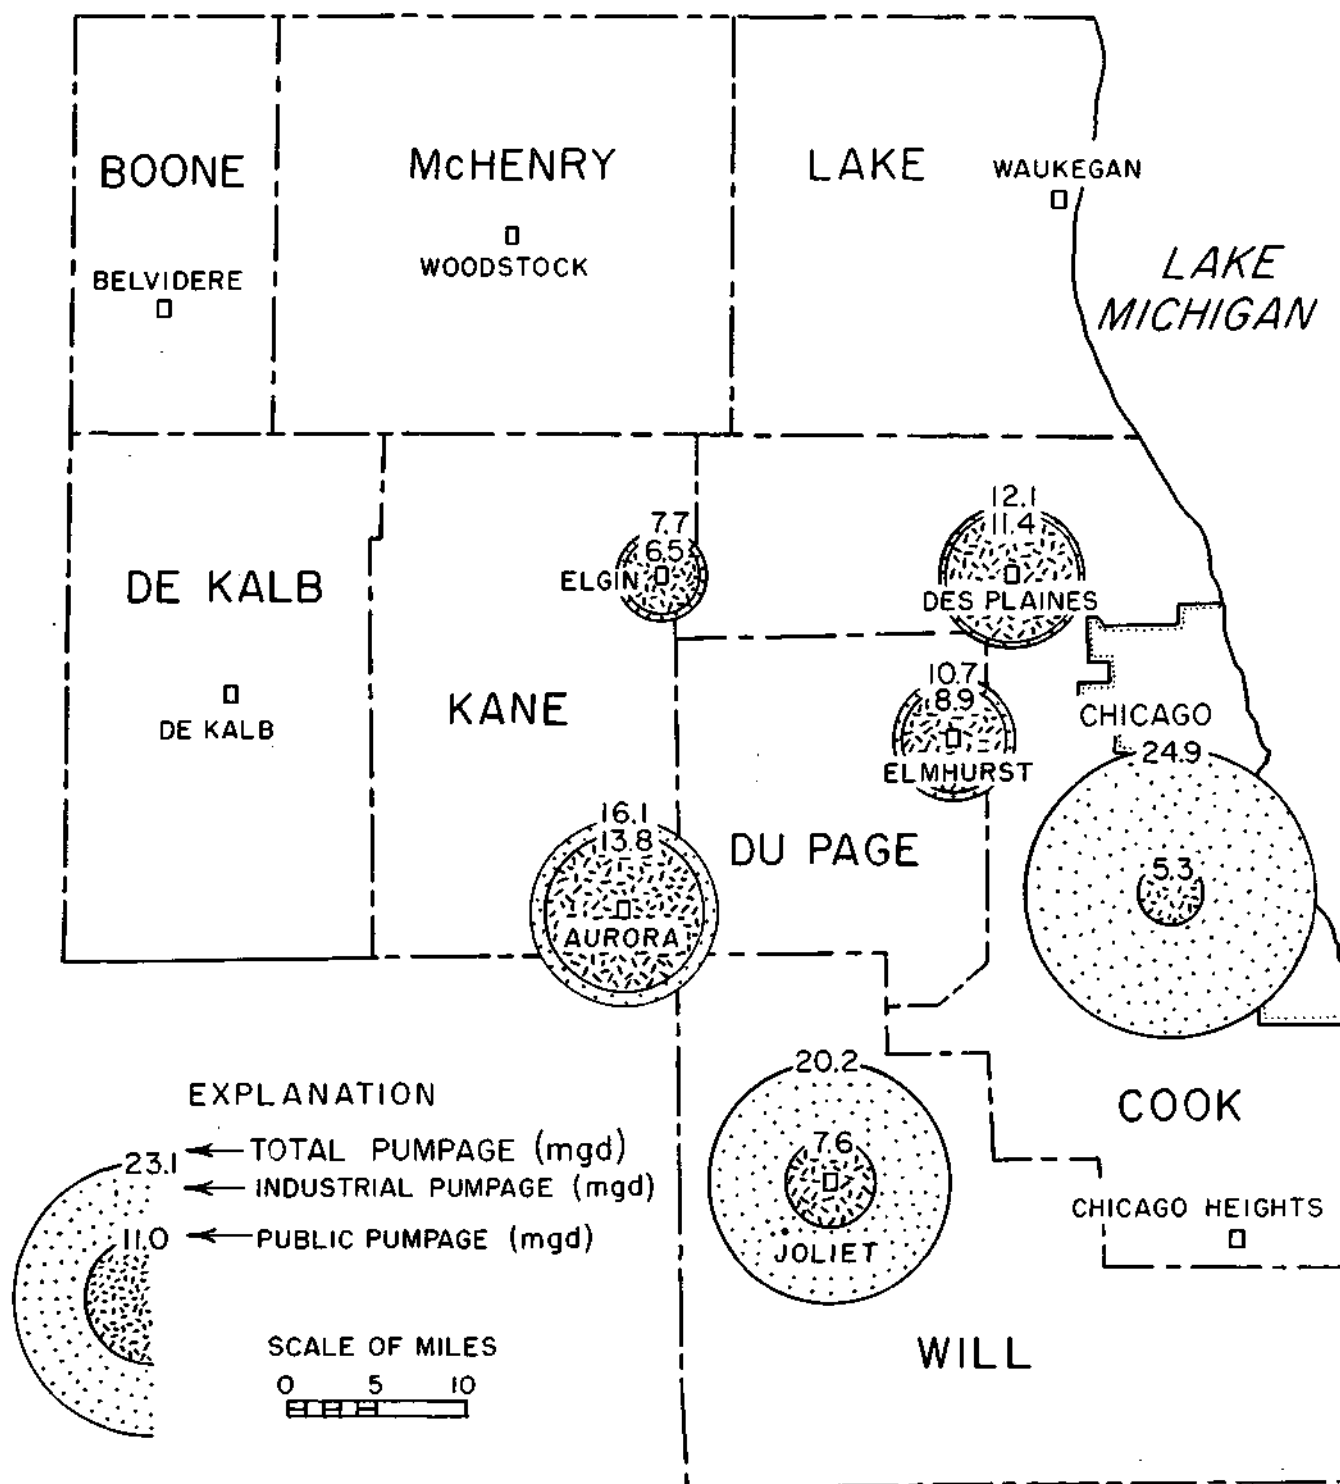 BOONE
McHENRY
LAKE
WAUKEGAN
BELVIDERE
WOODSTOCK
LAKE
MICHIGAN
7.7
6.5
ELGIN
12.1
11.4
DES PLAINES
DE KALB
DE KALB
KANE
10.7
8.9
ELMHURST
CHICAGO
24.9
5.3
16.1
13.8
AURORA
DU PAGE
20.2
7.6
JOLIET
COOK
CHICAGO HEIGHTS
WILL
EXPLANATION
23.1
TOTAL PUMPAGE (mgd)
INDUSTRIAL PUMPAGE (mgd)
11.0
PUBLIC PUMPAGE (mgd)
SCALE OF MILES
0 5 10